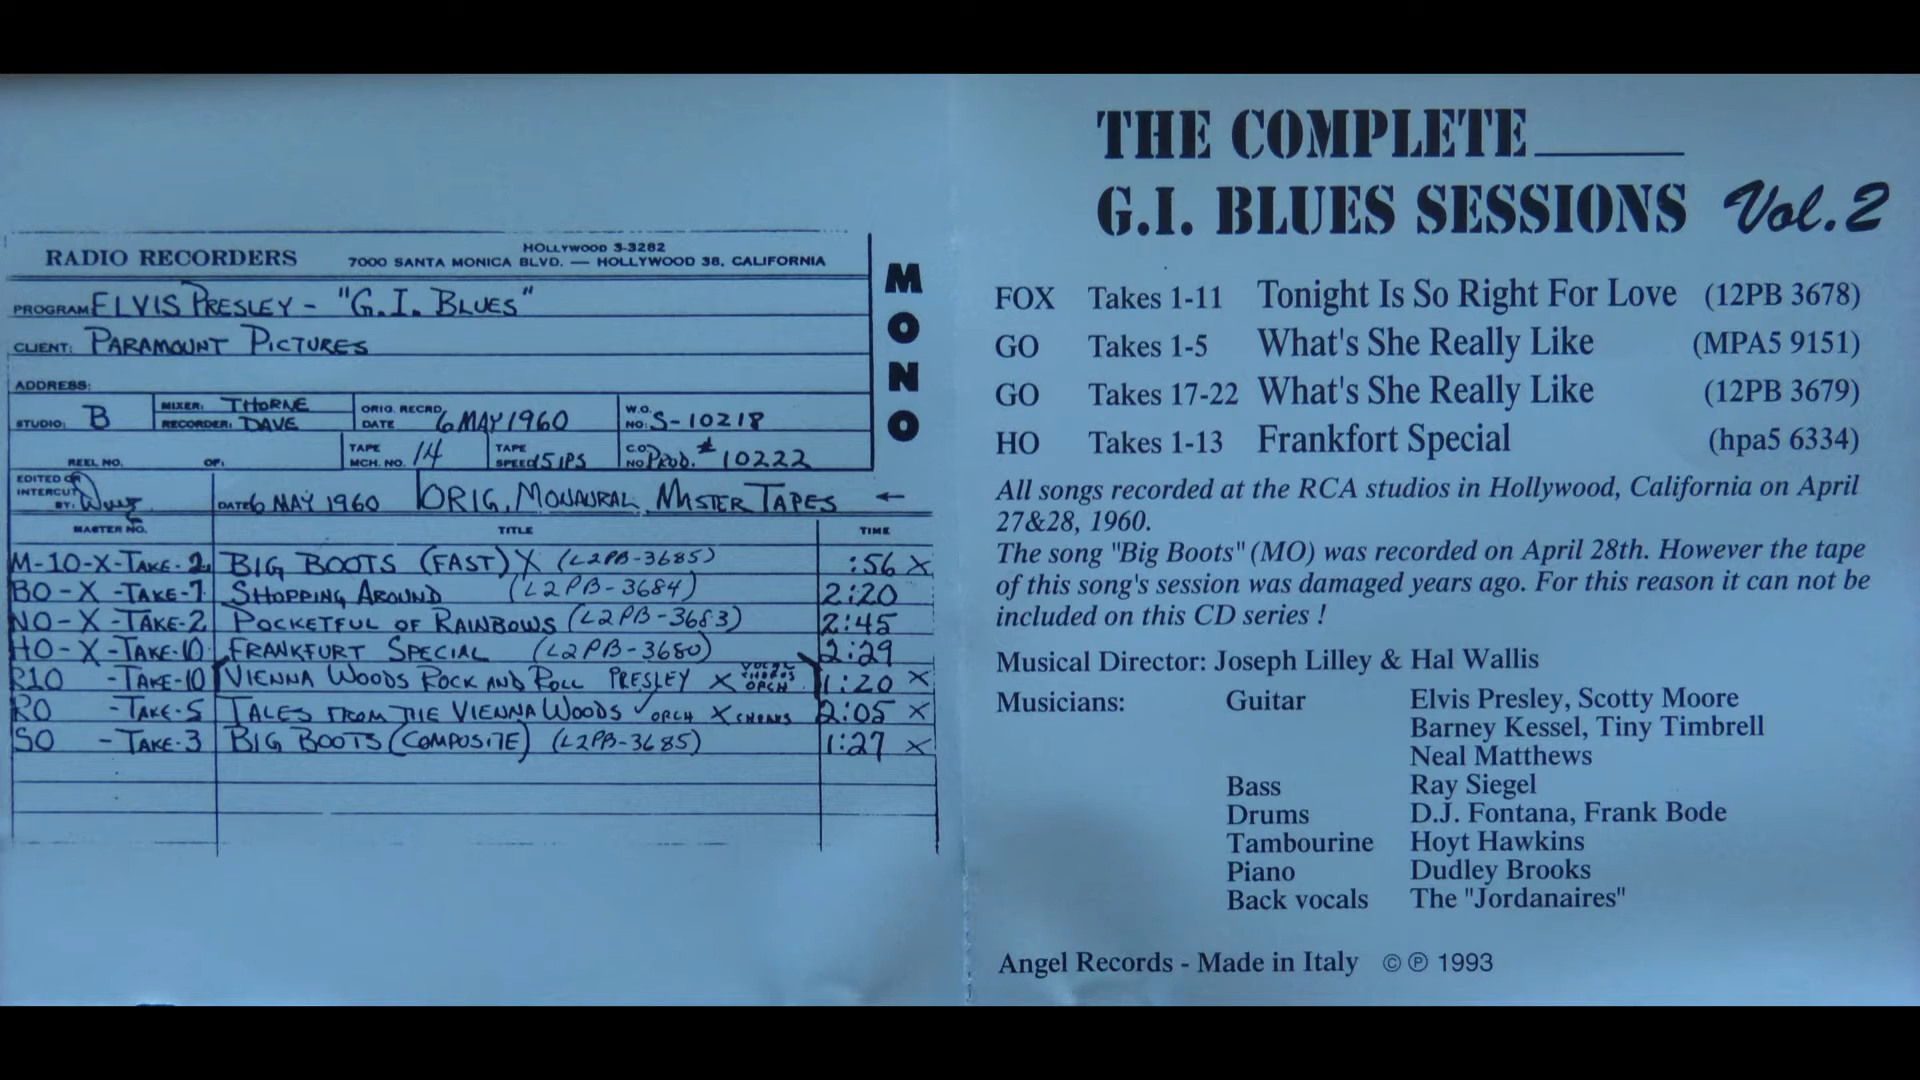 RADIO RECORDERS
HOLLYWOOD 3-3282
7000 SANTA MONICA BLVD. — HOLLYWOOD 38, CALIFORNIA
MONO
PROGRAM: ELVIS PRESLEY - "G.I. BLUES"
CLIENT: PARAMOUNT PICTURES
ADDRESS:
STUDIO: B
MIXER: THORNE
RECORDER: DAVE
ORIG. RECRD. DATE 6 MAY 1960
W.O. NO: S-10218
REEL NO. OF:
TAPE MCH. NO. 14
TAPE SPEED 15 IPS
C.O. NO. PROD. # 10222
EDITED OR INTERCUT BY:
DATE: 6 MAY 1960
ORIG. MONAURAL MASTER TAPES ←
MASTER NO. TITLE TIME
M-10-X-TAKE-2 BIG BOOTS (FAST) X (L2PB-3685) :56 X
BO-X-TAKE-7 SHOPPING AROUND (L2PB-3684) 2:20
NO-X-TAKE-2 POCKETFUL OF RAINBOWS (L2PB-3683) 2:45
HO-X-TAKE-10 FRANKFURT SPECIAL (L2PB-3680) 2:29
R10 -TAKE-10 VIENNA WOODS ROCK AND ROLL PRESLEY X VOCAL CHORUS ORCH 1:20 X
RO -TAKE-5 TALES FROM THE VIENNA WOODS ✓ ORCH X CHORUS 2:05 X
SO -TAKE-3 BIG BOOTS (COMPOSITE) (L2PB-3685) 1:27 X
THE COMPLETE
G.I. BLUES SESSIONS Vol.2
FOX Takes 1-11 Tonight Is So Right For Love (12PB 3678)
GO Takes 1-5 What's She Really Like (MPA5 9151)
GO Takes 17-22 What's She Really Like (12PB 3679)
HO Takes 1-13 Frankfort Special (hpa5 6334)
All songs recorded at the RCA studios in Hollywood, California on April
27&28, 1960.
The song "Big Boots" (MO) was recorded on April 28th. However the tape
of this song's session was damaged years ago. For this reason it can not be
included on this CD series !
Musical Director: Joseph Lilley & Hal Wallis
Musicians: Guitar Elvis Presley, Scotty Moore
Barney Kessel, Tiny Timbrell
Neal Matthews
Bass Ray Siegel
Drums D.J. Fontana, Frank Bode
Tambourine Hoyt Hawkins
Piano Dudley Brooks
Back vocals The "Jordanaires"
Angel Records - Made in Italy © ℗ 1993